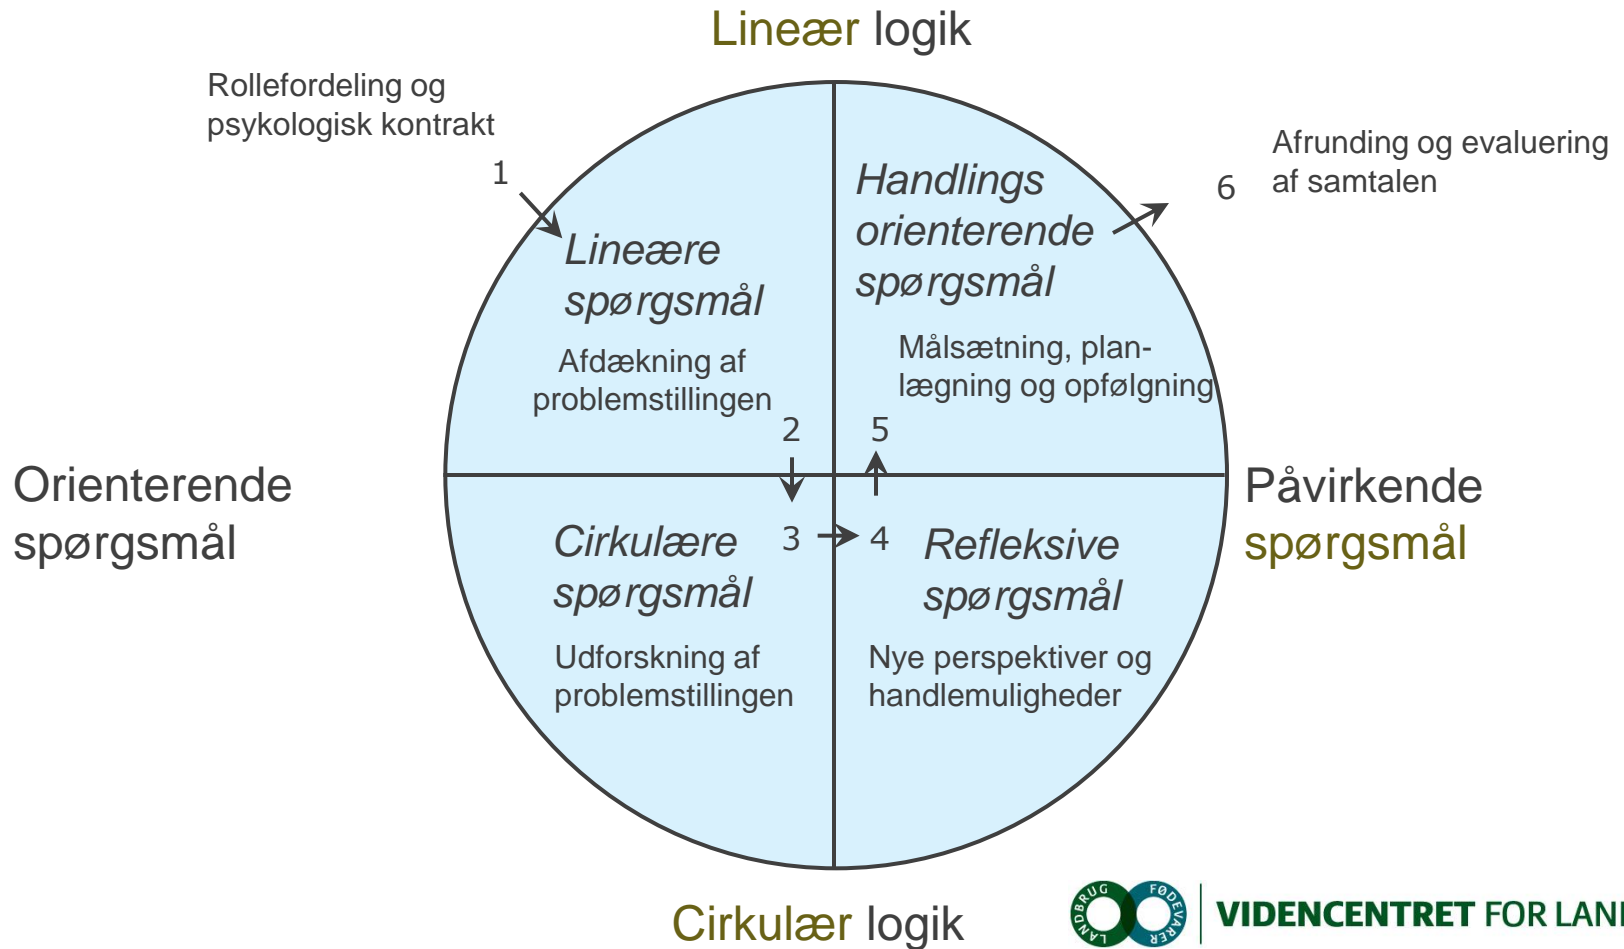 Lineær logik
Rollefordeling og
psykologisk kontrakt
1
Afrunding og evaluering
af samtalen
6
Lineære
spørgsmål
Afdækning af
problemstillingen
2
Handlings
orienterende
spørgsmål
Målsætning, plan-
lægning og opfølgning
5
Orienterende
spørgsmål
Påvirkende
spørgsmål
Cirkulære
spørgsmål
3
Udforskning af
problemstillingen
4
Refleksive
spørgsmål
Nye perspektiver og
handlemuligheder
Cirkulær logik
LANDBRUG
FØDEVARER
VIDENCENTRET FOR LAN